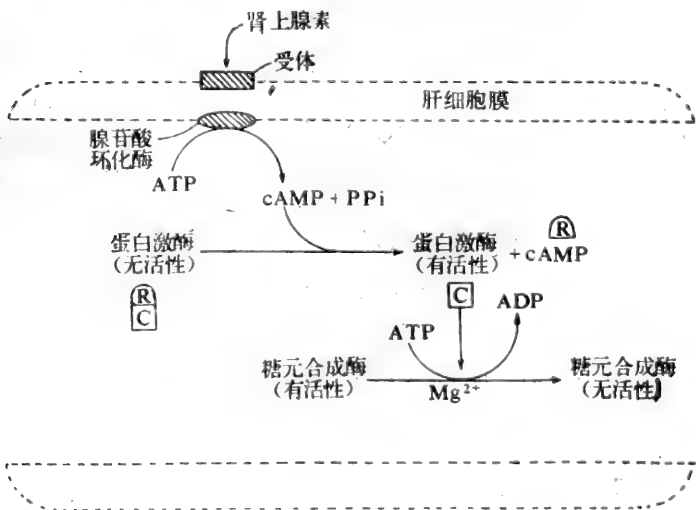 肾上腺素
受体
肝细胞膜
腺苷酸
环化酶
ATP
cAMP + PPi
蛋白激酶
(无活性)
蛋白激酶
(有活性)
+cAMP
R
R
C
C
ATP
ADP
糖元合成酶
(有活性)
Mg²⁺
糖元合成酶
(无活性)